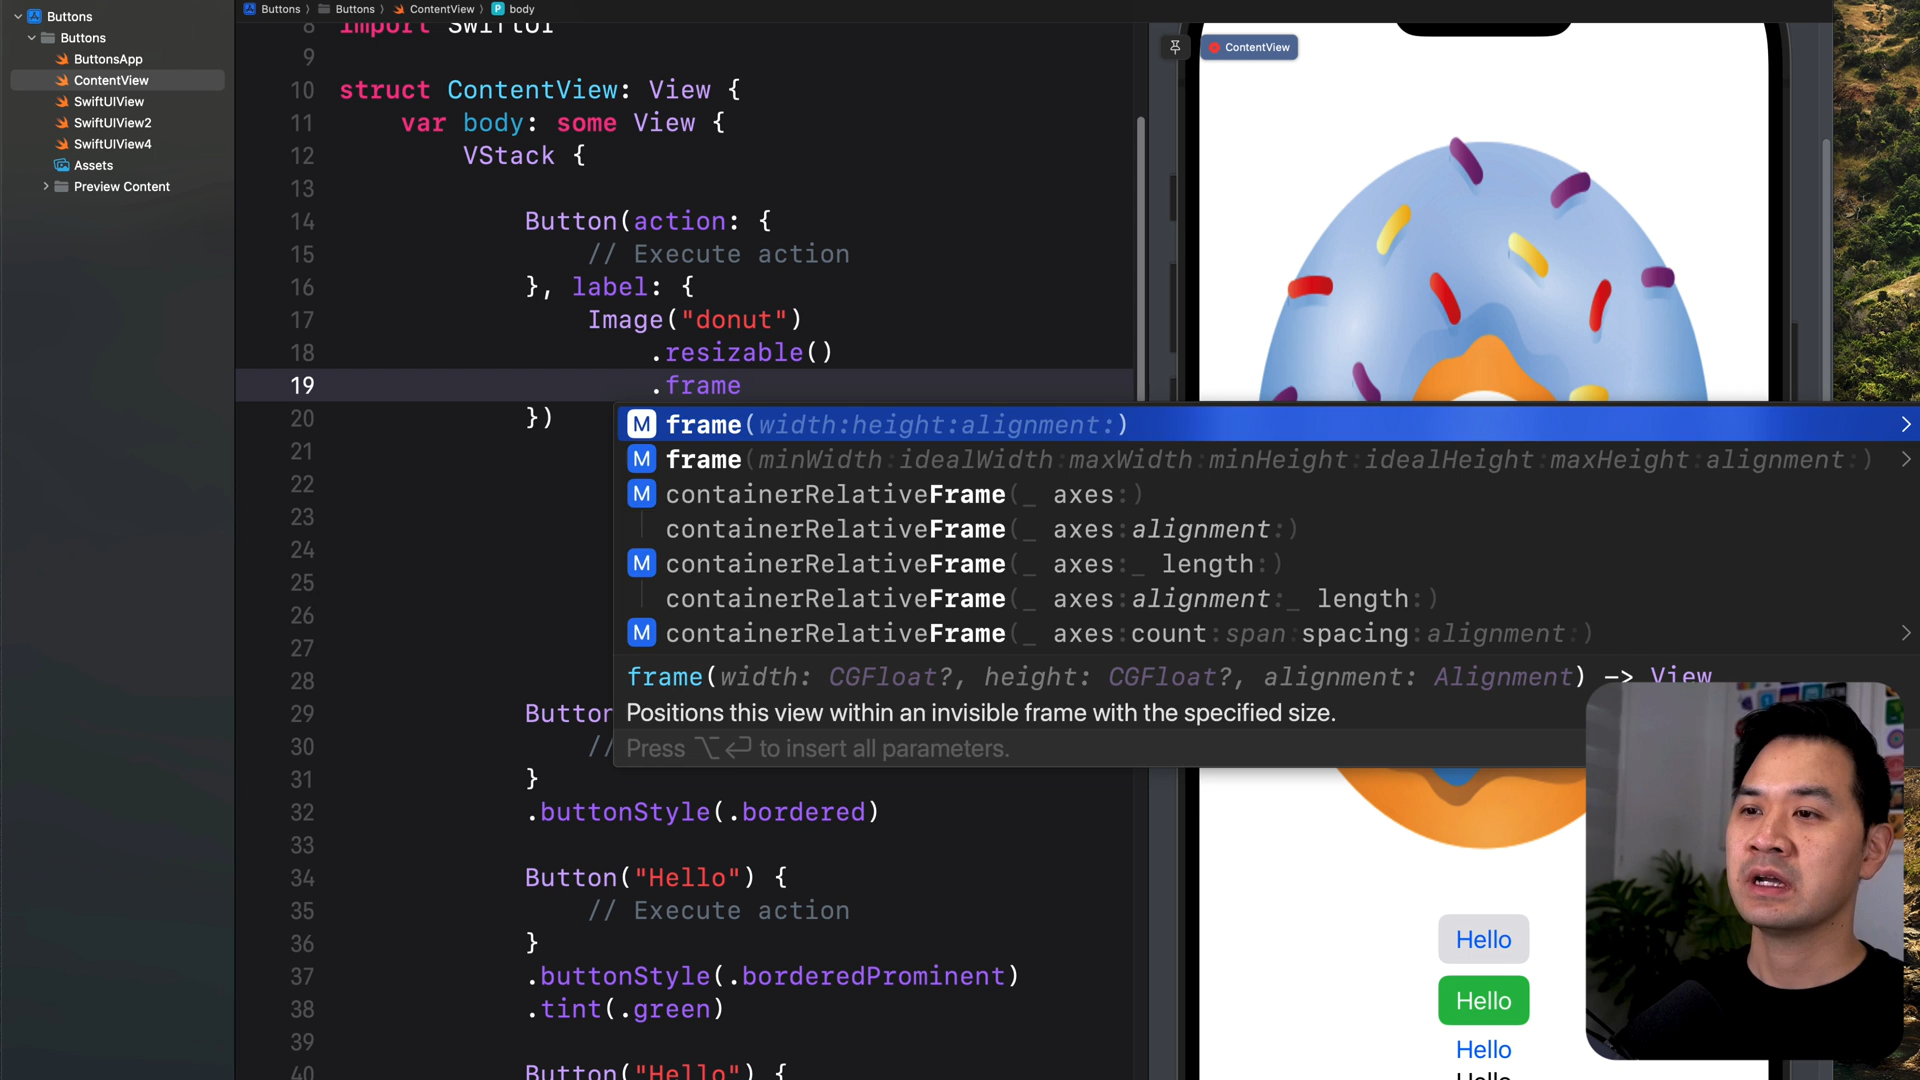 Buttons
Buttons
ButtonsApp
ContentView
SwiftUIView
SwiftUIView2
SwiftUIView4
Assets
Preview Content
Buttons
Buttons
ContentView
P body
8 import SwiftUI
9
10 struct ContentView: View {
11 var body: some View {
12 VStack {
13
14 Button(action: {
15 // Execute action
16 }, label: {
17 Image("donut")
18 .resizable()
19 .frame
20 })
21
22
23
24
25
26
27
28
29 Button
30 //
31 }
32 .buttonStyle(.bordered)
33
34 Button("Hello") {
35 // Execute action
36 }
37 .buttonStyle(.borderedProminent)
38 .tint(.green)
39
40 Button("Hello") {
M frame(width:height:alignment:)
M frame(minWidth:idealWidth:maxWidth:minHeight:idealHeight:maxHeight:alignment:)
M containerRelativeFrame(_ axes:)
containerRelativeFrame(_ axes:alignment:)
M containerRelativeFrame(_ axes:_ length:)
containerRelativeFrame(_ axes:alignment:_ length:)
M containerRelativeFrame(_ axes:count:span:spacing:alignment:)
frame(width: CGFloat?, height: CGFloat?, alignment: Alignment) -> View
Positions this view within an invisible frame with the specified size.
Press ⌥↩ to insert all parameters.
ContentView
Hello
Hello
Hello
Hello